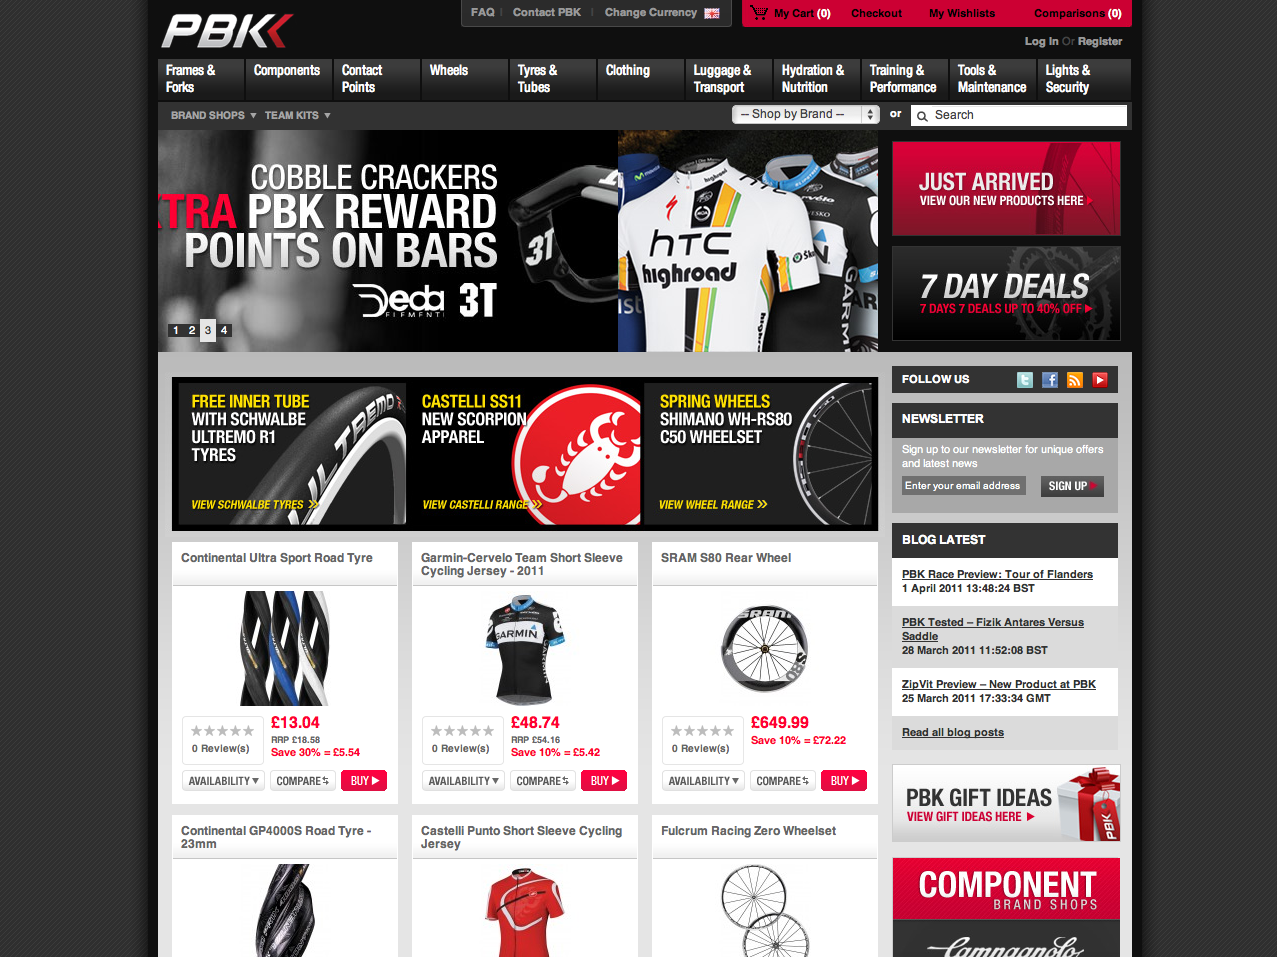 PBK
FAQ
Contact PBK
Change Currency
My Cart (0)
Checkout
My Wishlists
Comparisons (0)
Log In Or Register
Frames &
Forks
Components
Contact
Points
Wheels
Tyres &
Tubes
Clothing
Luggage &
Transport
Hydration &
Nutrition
Training &
Performance
Tools &
Maintenance
Lights &
Security
BRAND SHOPS
TEAM KITS
-- Shop by Brand --
or
Search
COBBLE CRACKERS
XTRA PBK REWARD
POINTS ON BARS
Deda
ELEMENTI
3T
3T
1 2 3 4
htc
highroad
highroad
GARMIN
JUST ARRIVED
VIEW OUR NEW PRODUCTS HERE
7 DAY DEALS
7 DAYS 7 DEALS UP TO 40% OFF
FREE INNER TUBE
WITH SCHWALBE
ULTREMO R1
TYRES
VIEW SCHWALBE TYRES >>
ULTREMO
CASTELLI SS11
NEW SCORPION
APPAREL
VIEW CASTELLI RANGE >>
SPRING WHEELS
SHIMANO WH-RS80
C50 WHEELSET
VIEW WHEEL RANGE >>
FOLLOW US
NEWSLETTER
Sign up to our newsletter for unique offers
and latest news
Enter your email address
SIGN UP
BLOG LATEST
PBK Race Preview: Tour of Flanders
1 April 2011 13:48:24 BST
PBK Tested – Fizik Antares Versus
Saddle
28 March 2011 11:52:08 BST
ZipVit Preview – New Product at PBK
25 March 2011 17:33:34 GMT
Read all blog posts
PBK GIFT IDEAS
VIEW GIFT IDEAS HERE
PBK
COMPONENT
BRAND SHOPS
Campagnolo
Continental Ultra Sport Road Tyre
£13.04
RRP £18.58
Save 30% = £5.54
0 Review(s)
AVAILABILITY
COMPARE
BUY
Garmin-Cervelo Team Short Sleeve
Cycling Jersey - 2011
GARMIN
£48.74
RRP £54.16
Save 10% = £5.42
0 Review(s)
AVAILABILITY
COMPARE
BUY
SRAM S80 Rear Wheel
SRAM
S80
£649.99
Save 10% = £72.22
0 Review(s)
AVAILABILITY
COMPARE
BUY
Continental GP4000S Road Tyre -
23mm
Castelli Punto Short Sleeve Cycling
Jersey
Fulcrum Racing Zero Wheelset